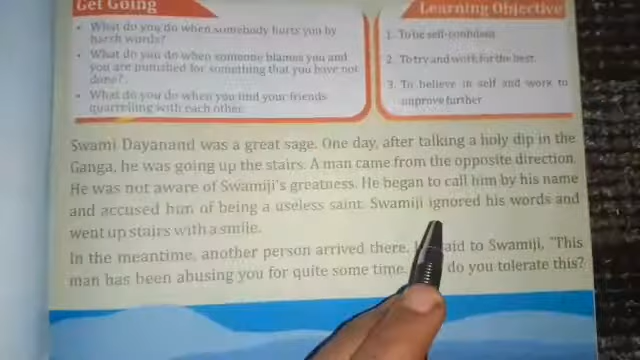 Get Going
• What do you do when somebody hurts you by
harsh words?
• What do you do when someone blames you and
you are punished for something that you have not
done?
• What do you do when you find your friends
quarrelling with each other.
Learning Objective
1. To be self-confident
2. To try and work for the best.
3. To believe in self and work to
improve further
Swami Dayanand was a great sage. One day, after talking a holy dip in the
Ganga, he was going up the stairs. A man came from the opposite direction.
He was not aware of Swamiji's greatness. He began to call him by his name
and accused him of being a useless saint. Swamiji ignored his words and
went up stairs with a smile.
In the meantime, another person arrived there. said to Swamiji, "This
man has been abusing you for quite some time. do you tolerate this?